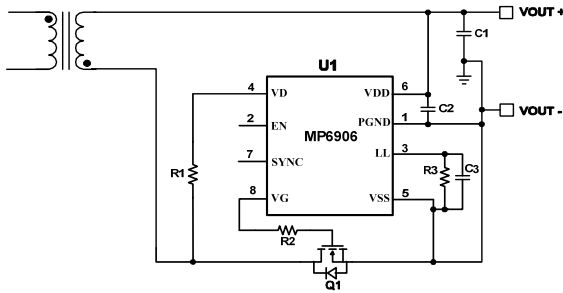 VOUT +
C1
U1
4
VD
VDD
6
C2
2
EN
PGND
1
VOUT -
MP6906
R1
7
SYNC
LL
3
R3
C3
8
VG
VSS
5
R2
Q1